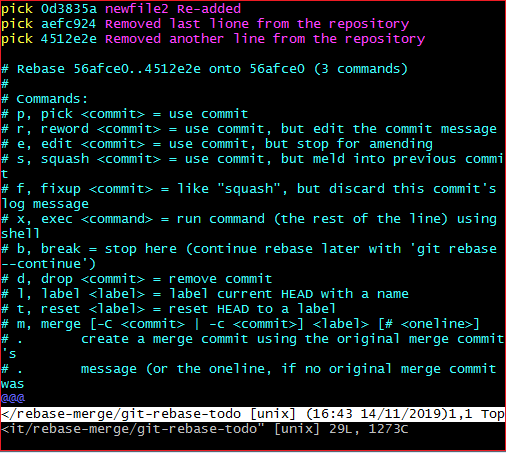 pick 0d3835a newfile2 Re-added
pick aefc924 Removed last lione from the repository
pick 4512e2e Removed another line from the repository

# Rebase 56afce0..4512e2e onto 56afce0 (3 commands)
#
# Commands:
# p, pick <commit> = use commit
# r, reword <commit> = use commit, but edit the commit message
# e, edit <commit> = use commit, but stop for amending
# s, squash <commit> = use commit, but meld into previous commi
t
# f, fixup <commit> = like "squash", but discard this commit's
log message
# x, exec <command> = run command (the rest of the line) using
shell
# b, break = stop here (continue rebase later with 'git rebase
--continue')
# d, drop <commit> = remove commit
# l, label <label> = label current HEAD with a name
# t, reset <label> = reset HEAD to a label
# m, merge [-C <commit> | -c <commit>] <label> [# <oneline>]
# .       create a merge commit using the original merge commit
's
# .       message (or the oneline, if no original merge commit
was
@@@
</rebase-merge/git-rebase-todo [unix] (16:43 14/11/2019)1,1 Top
<it/rebase-merge/git-rebase-todo" [unix] 29L, 1273C